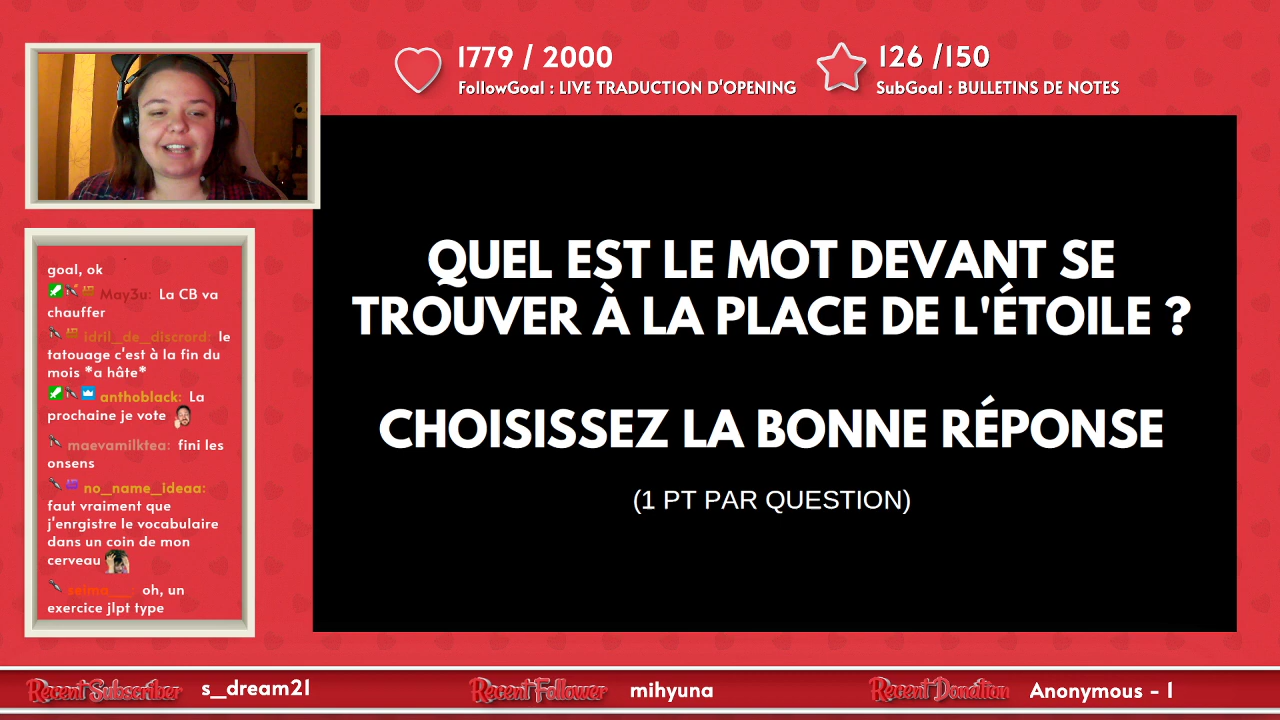 1779 / 2000
FollowGoal : LIVE TRADUCTION D'OPENING
126 /150
SubGoal : BULLETINS DE NOTES
QUEL EST LE MOT DEVANT SE
TROUVER À LA PLACE DE L'ÉTOILE ?
CHOISISSEZ LA BONNE RÉPONSE
(1 PT PAR QUESTION)
goal, ok
May3u: La CB va
chauffer
idril_de_discrord: le
tatouage c'est à la fin du
mois *a hâte*
anthoblack: La
prochaine je vote
maevamilktea: fini les
onsens
no_name_ideaa:
faut vraiment que
j'enrgistre le vocabulaire
dans un coin de mon
cerveau
seima___: oh, un
exercice jlpt type
Recent Subscriber s_dream21
Recent Follower mihyuna
Recent Donation Anonymous - 1